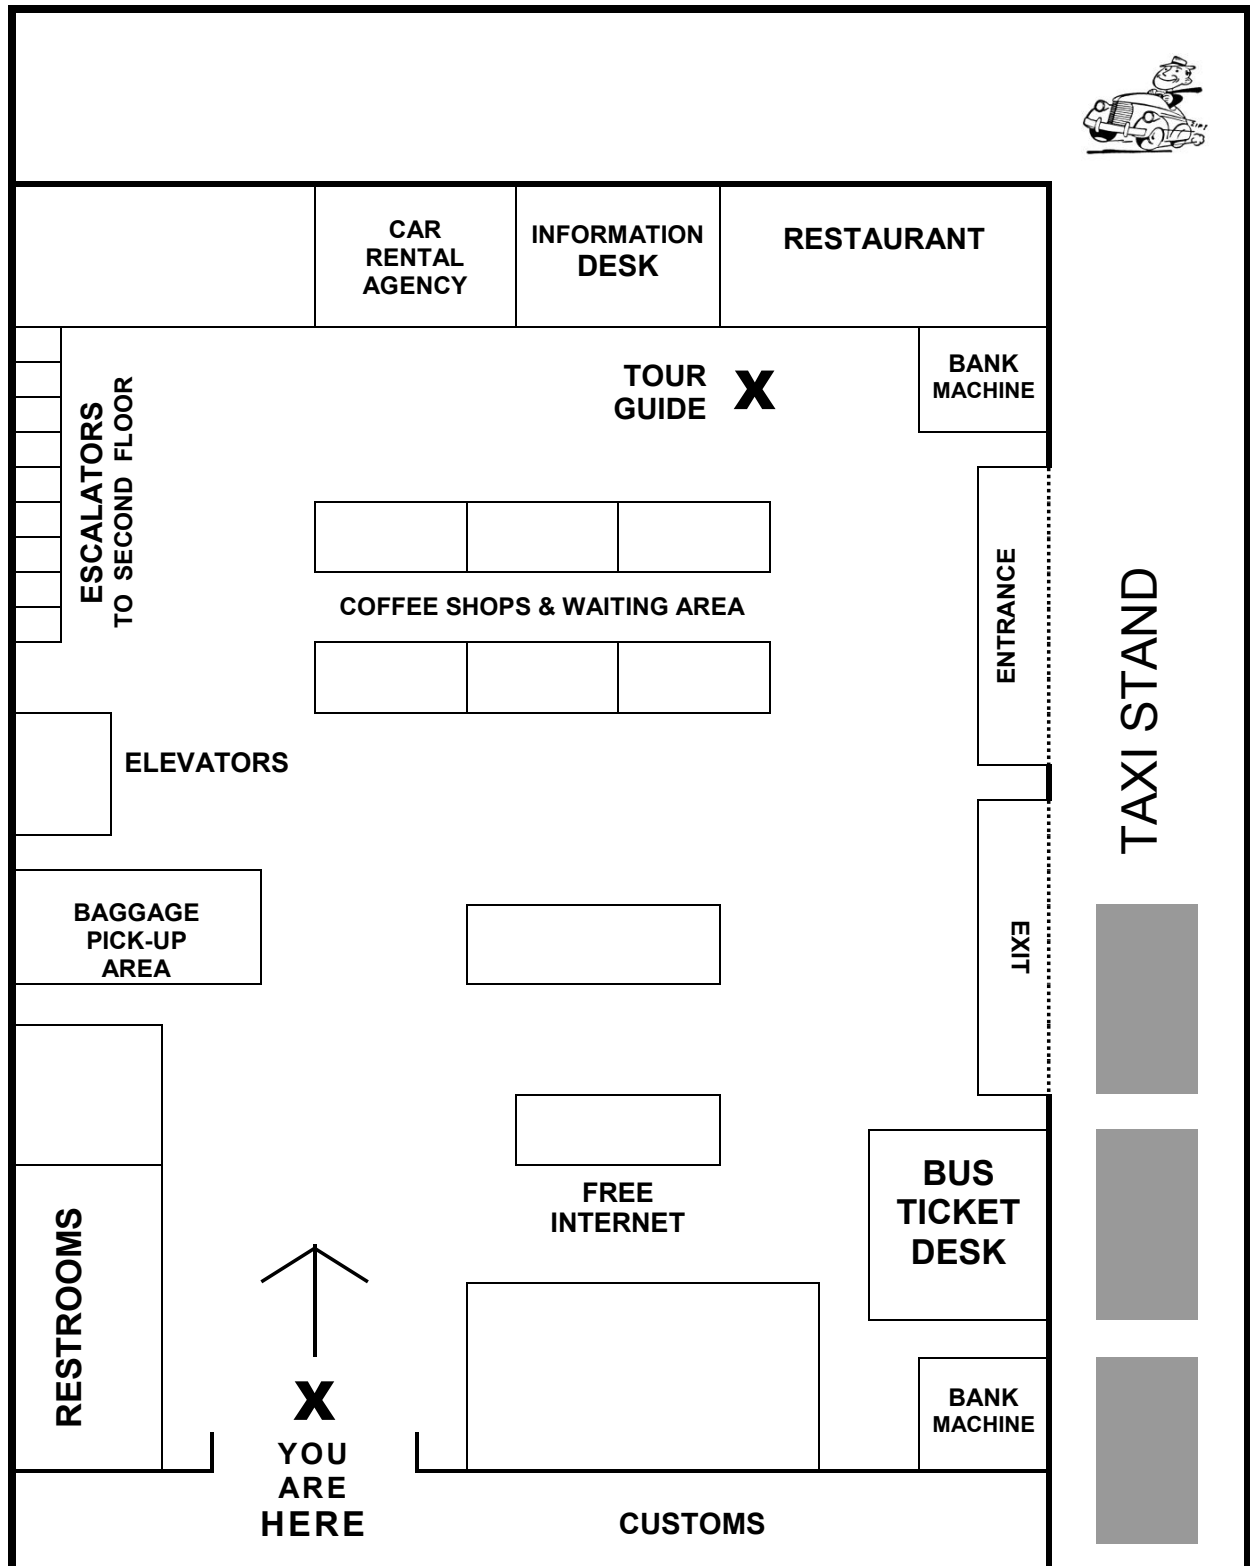 CAR
RENTAL
AGENCY
INFORMATION
DESK
RESTAURANT
TOUR
GUIDE
X
BANK
MACHINE
ESCALATORS
TO SECOND FLOOR
COFFEE SHOPS & WAITING AREA
ENTRANCE
TAXI STAND
ELEVATORS
BAGGAGE
PICK-UP
AREA
EXIT
BUS
TICKET
DESK
FREE
INTERNET
RESTROOMS
X
YOU
ARE
HERE
BANK
MACHINE
CUSTOMS